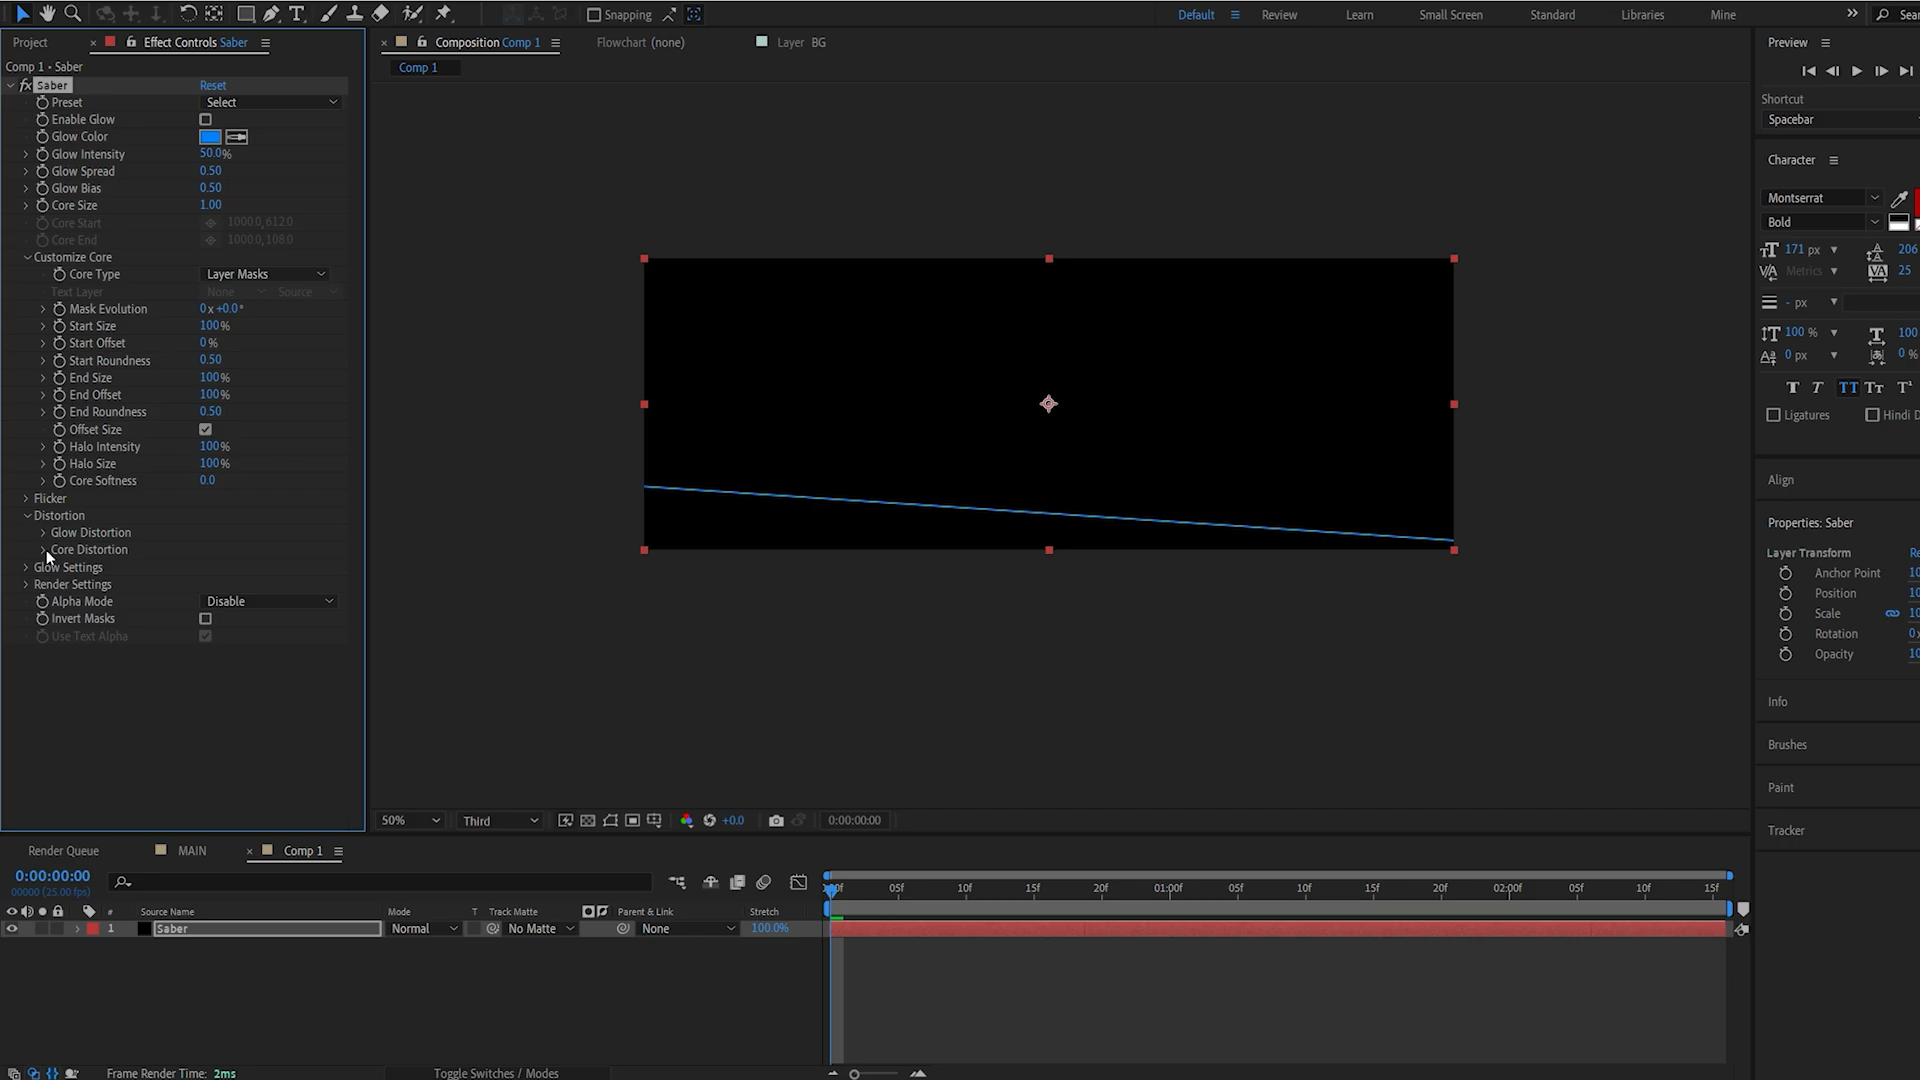 Snapping
Default
Review
Learn
Small Screen
Standard
Libraries
Mine
Project
Effect Controls Saber
Composition Comp 1
Flowchart (none)
Layer BG
Preview
Comp 1 • Saber
Comp 1
fx Saber
Reset
Preset
Select
Enable Glow
Glow Color
Glow Intensity
50.0%
Glow Spread
0.50
Glow Bias
0.50
Core Size
1.00
Core Start
1000.0, 612.0
Core End
1000.0, 108.0
Customize Core
Core Type
Layer Masks
Text Layer
None
Source
Mask Evolution
0x+0.0°
Start Size
100%
Start Offset
0%
Start Roundness
0.50
End Size
100%
End Offset
100%
End Roundness
0.50
Offset Size
Halo Intensity
100%
Halo Size
100%
Core Softness
0.0
Flicker
Distortion
Glow Distortion
Core Distortion
Glow Settings
Render Settings
Alpha Mode
Disable
Invert Masks
Use Text Alpha
Shortcut
Spacebar
Character
Montserrat
Bold
171 px
206
Metrics
25
- px
100 %
100
0 px
0 %
Ligatures
Hindi D
Align
Properties: Saber
Layer Transform
Anchor Point
Position
Scale
Rotation
Opacity
Info
Brushes
Paint
Tracker
50%
Third
+0.0
0:00:00:00
Render Queue
MAIN
Comp 1
0:00:00:00
00000 (25.00 fps)
05f
10f
15f
20f
01:00f
05f
10f
15f
20f
02:00f
05f
10f
15f
#
Source Name
Mode
T
Track Matte
Parent & Link
Stretch
1
Saber
Normal
No Matte
None
100.0%
Frame Render Time: 2ms
Toggle Switches / Modes